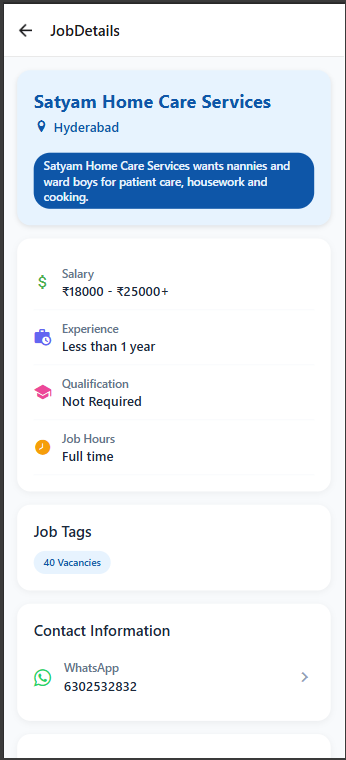 JobDetails
Satyam Home Care Services
Hyderabad
Satyam Home Care Services wants nannies and
ward boys for patient care, housework and
cooking.
Salary
₹18000 - ₹25000+
Experience
Less than 1 year
Qualification
Not Required
Job Hours
Full time
Job Tags
40 Vacancies
Contact Information
WhatsApp
6302532832